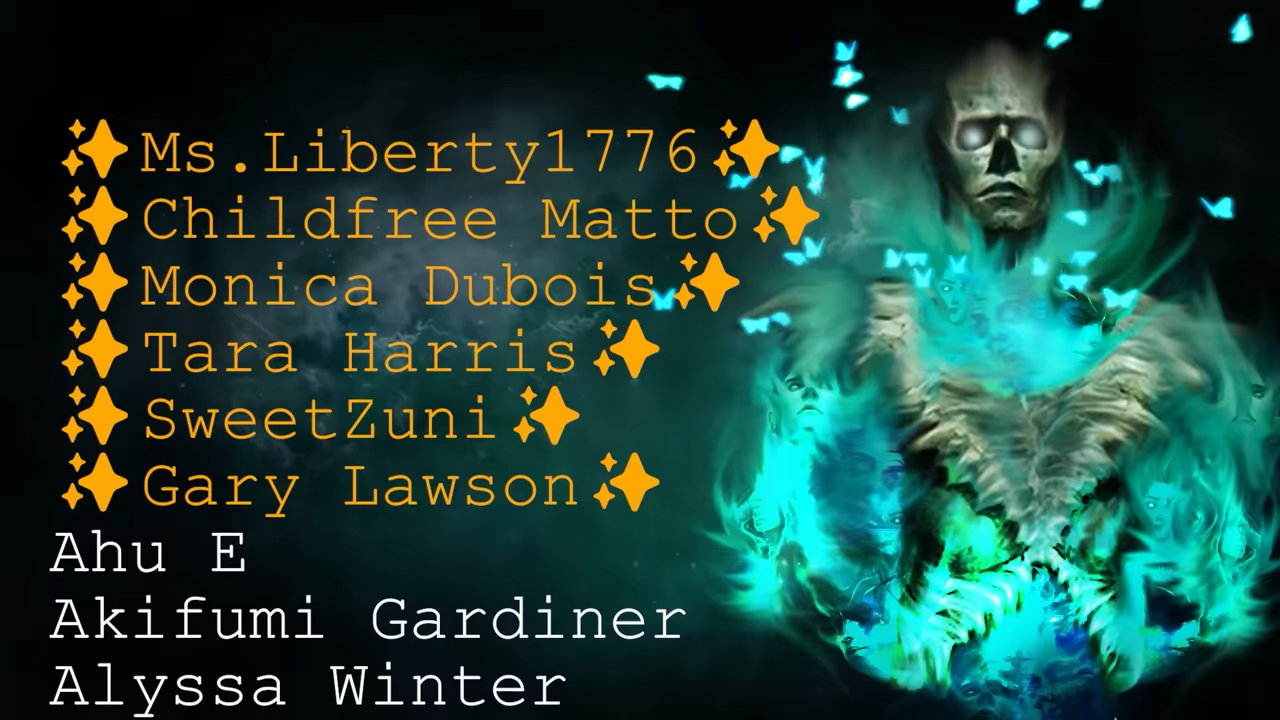 ✨Ms.Liberty1776✨
✨Childfree Matto✨
✨Monica Dubois✨
✨Tara Harris✨
✨SweetZuni✨
✨Gary Lawson✨
Ahu E
Akifumi Gardiner
Alyssa Winter